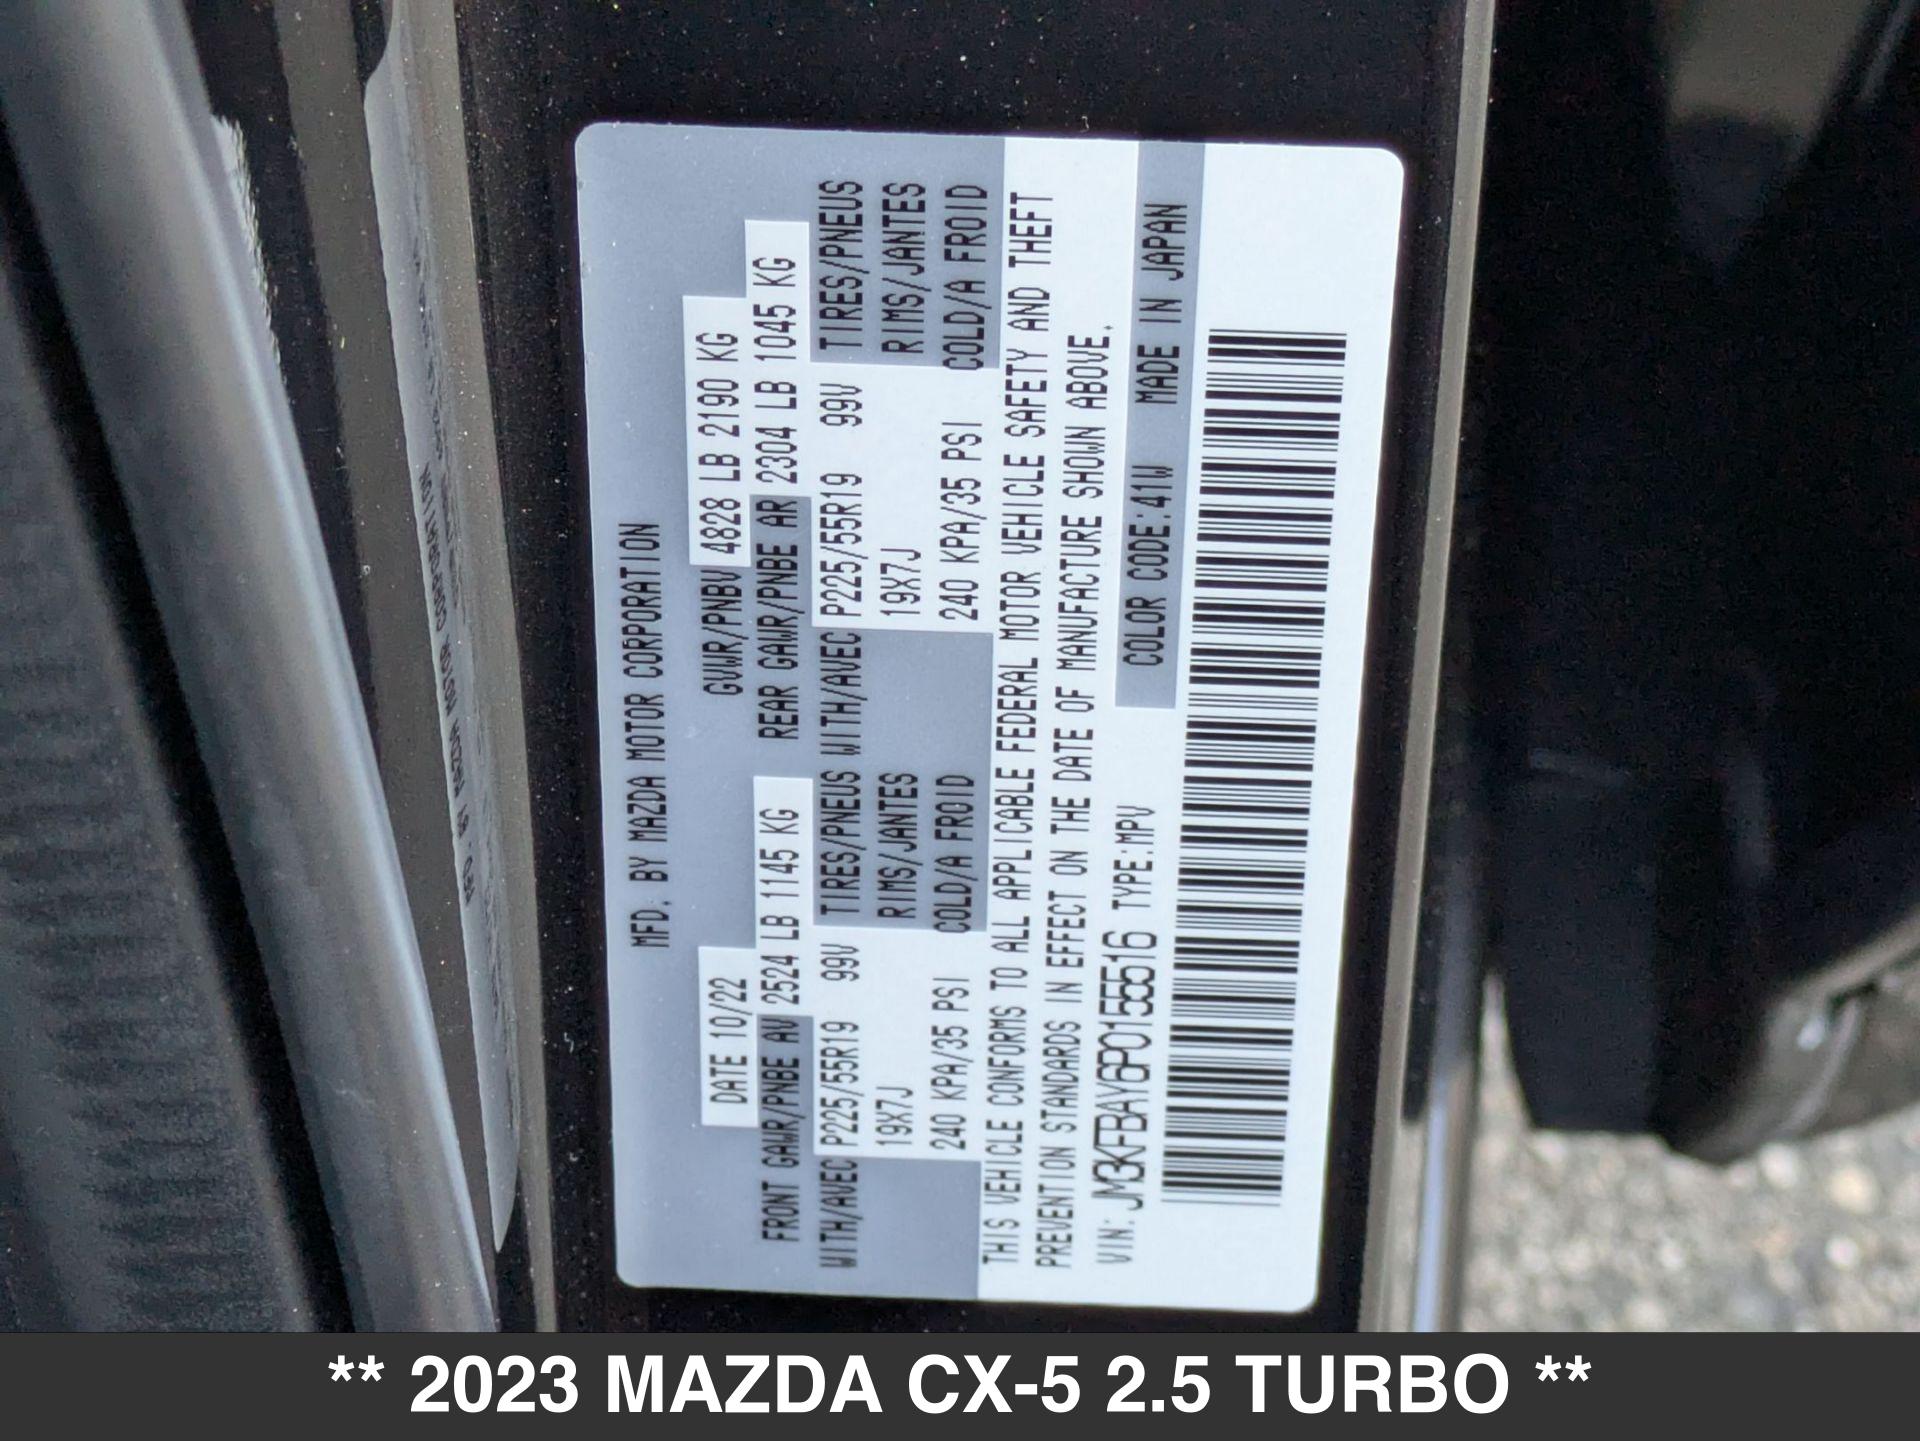 MFD. BY MAZDA MOTOR CORPORATION
DATE 10/22 GVWR/PNBV 4828 LB 2190 KG
FRONT GAWR/PNBE AV 2524 LB 1145 KG REAR GAWR/PNBE AR 2304 LB 1045 KG
WITH/AVEC P225/55R19 99V TIRES/PNEUS WITH/AVEC P225/55R19 99V TIRES/PNEUS
19X7J RIMS/JANTES 19X7J RIMS/JANTES
240 KPA/35 PSI COLD/A FROID 240 KPA/35 PSI COLD/A FROID
THIS VEHICLE CONFORMS TO ALL APPLICABLE FEDERAL MOTOR VEHICLE SAFETY AND THEFT
PREVENTION STANDARDS IN EFFECT ON THE DATE OF MANUFACTURE SHOWN ABOVE.
VIN: JM3KFBAY6P0155516 TYPE:MPV COLOR CODE:41W MADE IN JAPAN
** 2023 MAZDA CX-5 2.5 TURBO **